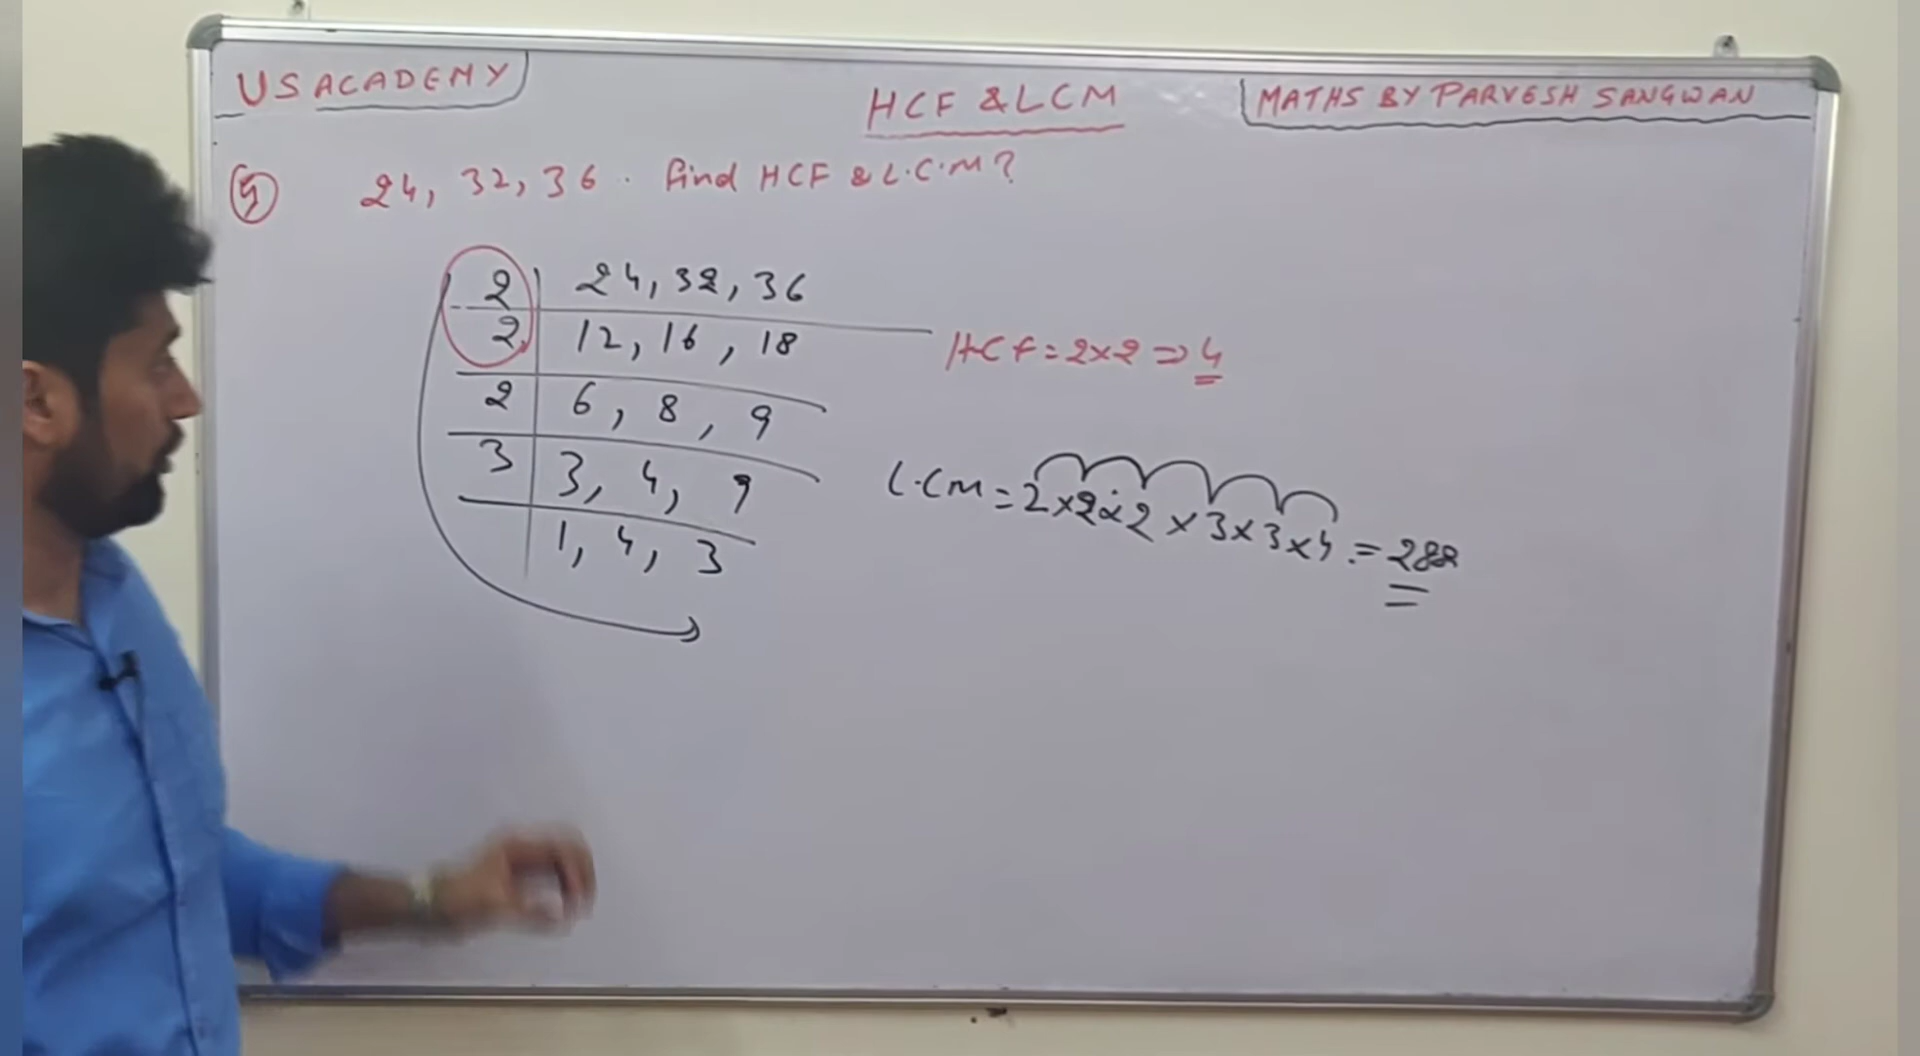 US ACADEMY
HCF & LCM
MATHS BY PARVESH SANGWAN
5 24, 32, 36. find HCF & L.C.M?
2 | 24, 32, 36
2 | 12, 16, 18
HCF = 2×2 ⇒ 4
2 | 6, 8, 9
3 | 3, 4, 9
1, 4, 3
L.CM = 2×2×2×3×3×4 = 288